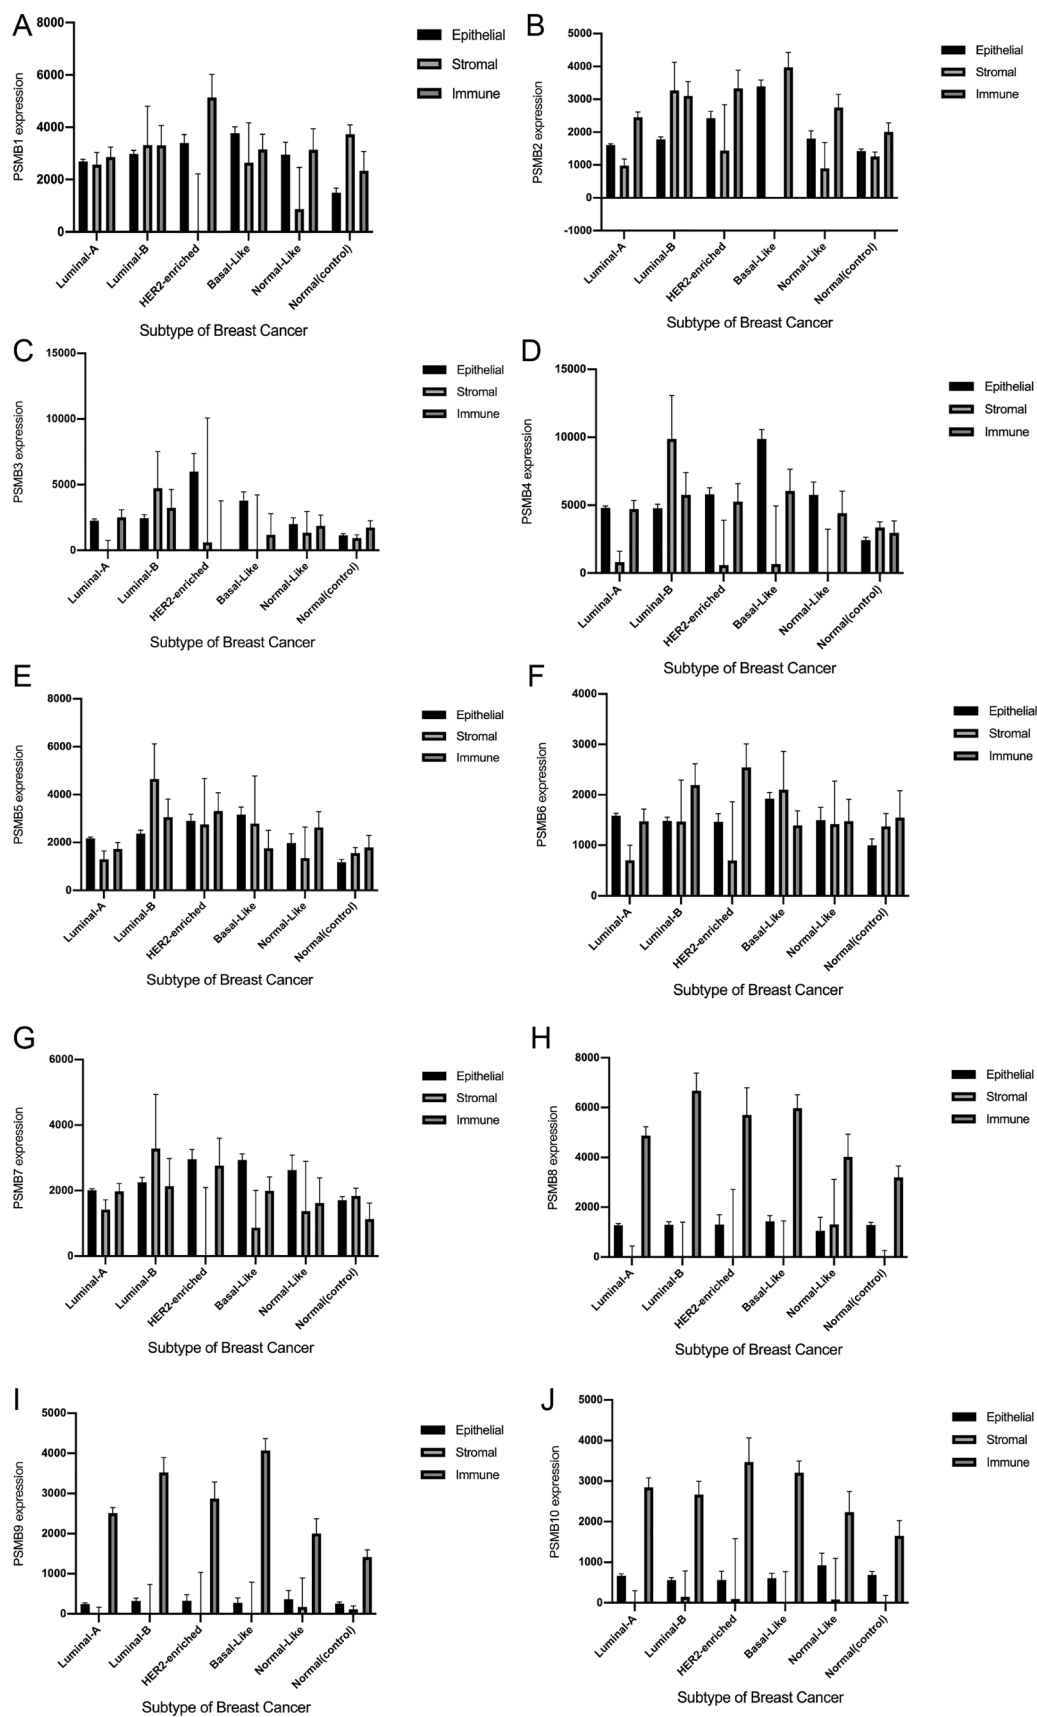 A
PSMB1 expression
8000
6000
4000
2000
0
Luminal-A
Luminal-B
HER2-enriched
Basal-Like
Normal-Like
Normal(control)
Subtype of Breast Cancer
Epithelial
Stromal
Immune
B
PSMB2 expression
5000
4000
3000
2000
1000
0
-1000
Luminal-A
Luminal-B
HER2-enriched
Basal-Like
Normal-Like
Normal(control)
Subtype of Breast Cancer
Epithelial
Stromal
Immune
C
PSMB3 expression
15000
10000
5000
0
Luminal-A
Luminal-B
HER2-enriched
Basal-Like
Normal-Like
Normal(control)
Subtype of Breast Cancer
Epithelial
Stromal
Immune
D
PSMB4 expression
15000
10000
5000
0
Luminal-A
Luminal-B
HER2-enriched
Basal-Like
Normal-Like
Normal(control)
Subtype of Breast Cancer
Epithelial
Stromal
Immune
E
PSMB5 expression
8000
6000
4000
2000
0
Luminal-A
Luminal-B
HER2-enriched
Basal-Like
Normal-Like
Normal(control)
Subtype of Breast Cancer
Epithelial
Stromal
Immune
F
PSMB6 expression
4000
3000
2000
1000
0
Luminal-A
Luminal-B
HER2-enriched
Basal-Like
Normal-Like
Normal(control)
Subtype of Breast Cancer
Epithelial
Stromal
Immune
G
PSMB7 expression
6000
4000
2000
0
Luminal-A
Luminal-B
HER2-enriched
Basal-Like
Normal-Like
Normal(control)
Subtype of Breast Cancer
Epithelial
Stromal
Immune
H
PSMB8 expression
8000
6000
4000
2000
0
Luminal-A
Luminal-B
HER2-enriched
Basal-Like
Normal-Like
Normal(control)
Subtype of Breast Cancer
Epithelial
Stromal
Immune
I
PSMB9 expression
5000
4000
3000
2000
1000
0
Luminal-A
Luminal-B
HER2-enriched
Basal-Like
Normal-Like
Normal(control)
Subtype of Breast Cancer
Epithelial
Stromal
Immune
J
PSMB10 expression
5000
4000
3000
2000
1000
0
Luminal-A
Luminal-B
HER2-enriched
Basal-Like
Normal-Like
Normal(control)
Subtype of Breast Cancer
Epithelial
Stromal
Immune